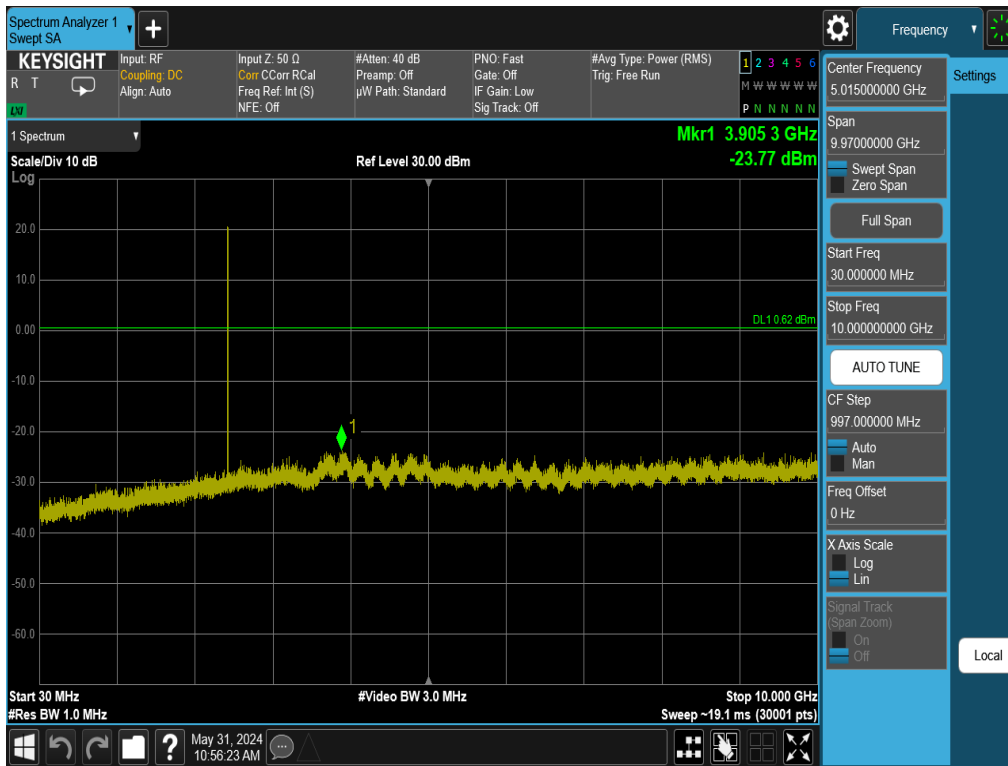 Spectrum Analyzer 1
Swept SA
Frequency
KEYSIGHT
R T
LXI
Input: RF
Coupling: DC
Align: Auto
Input Z: 50 Ω
Corr CCorr RCal
Freq Ref: Int (S)
NFE: Off
#Atten: 40 dB
Preamp: Off
µW Path: Standard
PNO: Fast
Gate: Off
IF Gain: Low
Sig Track: Off
#Avg Type: Power (RMS)
Trig: Free Run
1 2 3 4 5 6
M W W W W W
P N N N N N
1 Spectrum
Mkr1 3.905 3 GHz
Scale/Div 10 dB
Ref Level 30.00 dBm
-23.77 dBm
Log
20.0
10.0
0.00
DL1 0.62 dBm
-10.0
-20.0
1
-30.0
-40.0
-50.0
-60.0
Start 30 MHz
#Video BW 3.0 MHz
Stop 10.000 GHz
#Res BW 1.0 MHz
Sweep ~19.1 ms (30001 pts)
Center Frequency
5.015000000 GHz
Settings
Span
9.97000000 GHz
Swept Span
Zero Span
Full Span
Start Freq
30.000000 MHz
Stop Freq
10.000000000 GHz
AUTO TUNE
CF Step
997.000000 MHz
Auto
Man
Freq Offset
0 Hz
X Axis Scale
Log
Lin
Signal Track
(Span Zoom)
On
Off
Local
?
May 31, 2024
10:56:23 AM